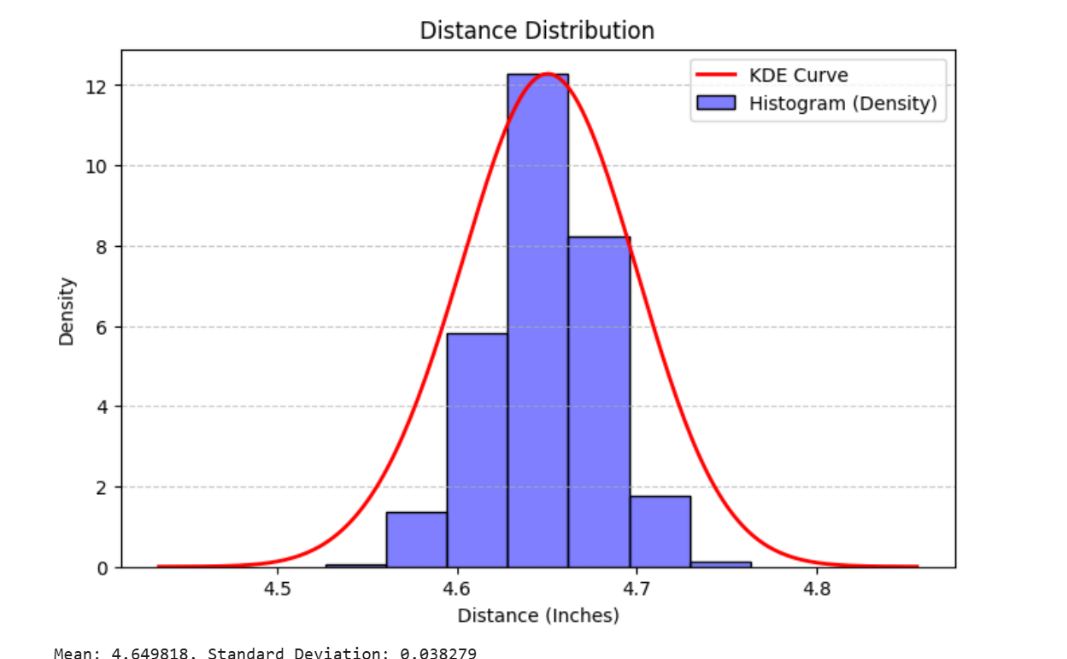 Distance Distribution
KDE Curve
Histogram (Density)
Density
12
10
8
6
4
2
0
4.5 4.6 4.7 4.8
Distance (Inches)
Mean: 4.649818, Standard Deviation: 0.038279